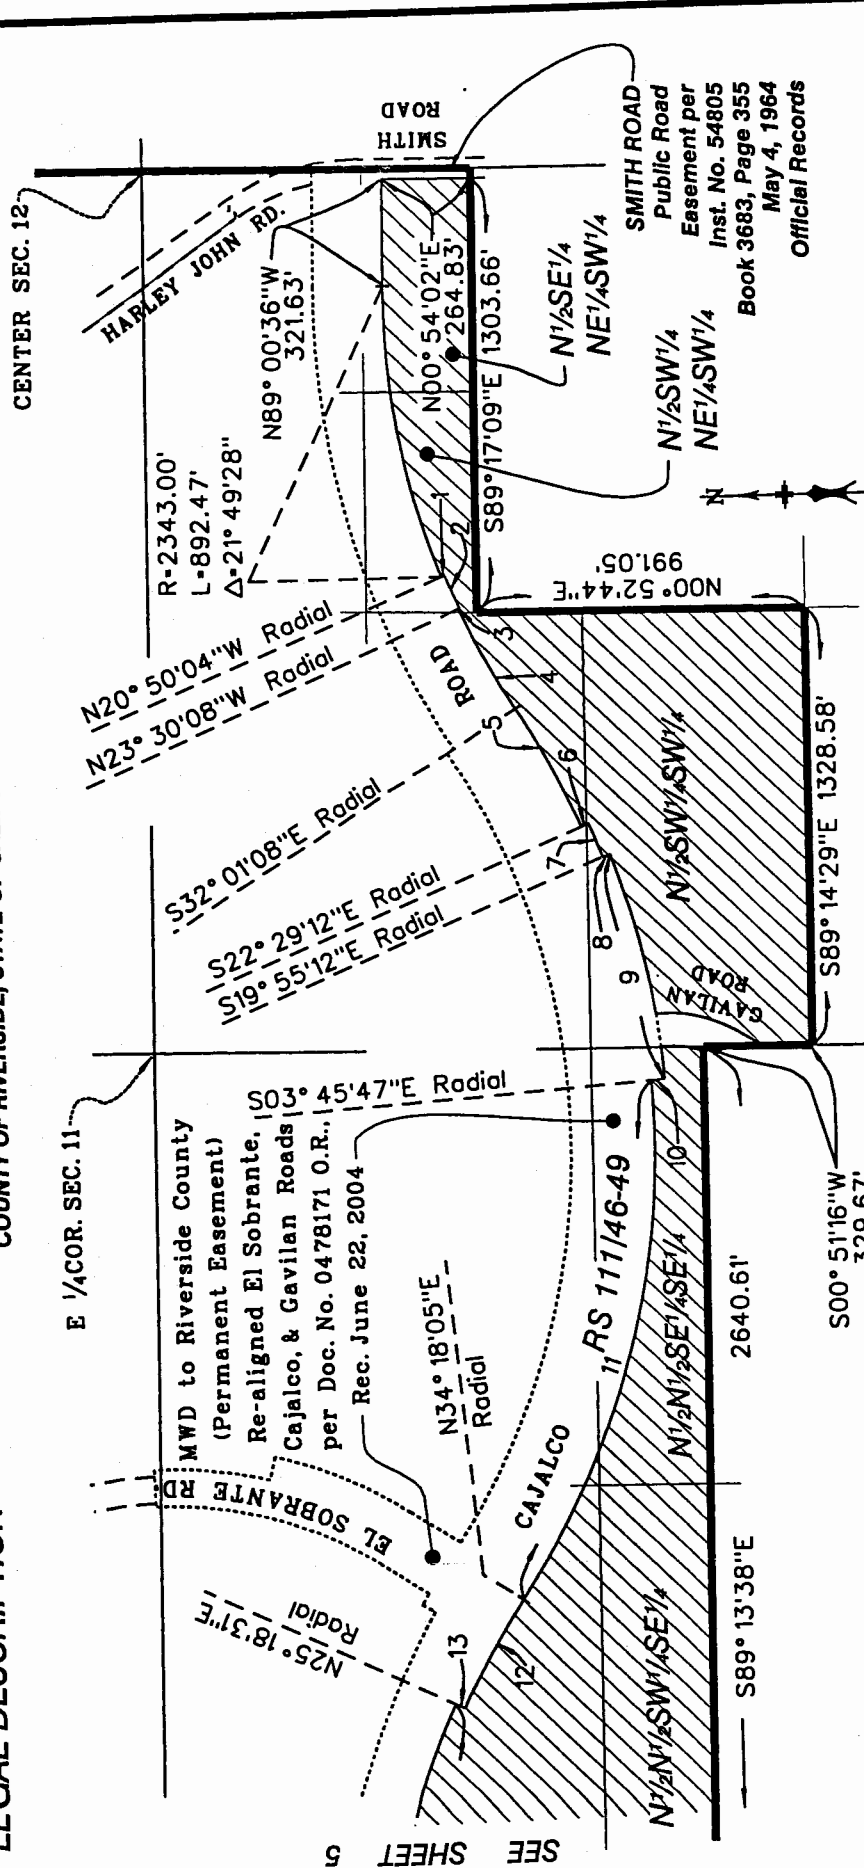 CENTER SEC. 12
E 1/4 COR. SEC. 11
HARLEY JOHN RD.
SMITH
ROAD
R=2343.00'
L=892.47'
Δ=21°49'28"
N89°00'36"W
321.63'
N00°54'02"E
264.83'
S89°17'09"E 1303.66'
SMITH ROAD
Public Road
Easement per
Inst. No. 54805
Book 3683, Page 355
May 4, 1964
Official Records
N1/2SE1/4
NE1/4SW1/4
N1/2SW1/4
NE1/4SW1/4
N
N20°50'04"W Radial
N23°30'08"W Radial
S32°01'08"E Radial
S22°29'12"E Radial
S19°55'12"E Radial
S03°45'47"E Radial
N00°52'44"E
991.05'
ROAD
1
2
3
4
5
6
7
8
9
10
N1/2SW1/4SW1/4
GAVILAN
ROAD
S89°14'29"E 1328.58'
MWD to Riverside County
(Permanent Easement)
Re-aligned El Sobrante,
Cajalco, & Gavilan Roads
per Doc. No. 0478171 O.R.,
Rec. June 22, 2004
EL SOBRANTE RD
N34°18'05"E
Radial
N25°18'31"E
Radial
CAJALCO
11
RS 111/46-49
12
13
N1/2N1/2SE1/4SE1/4
N1/2N1/2SW1/4SE1/4
S89°13'38"E
2640.61'
S00°51'16"W
329.67'
SEE SHEET 5